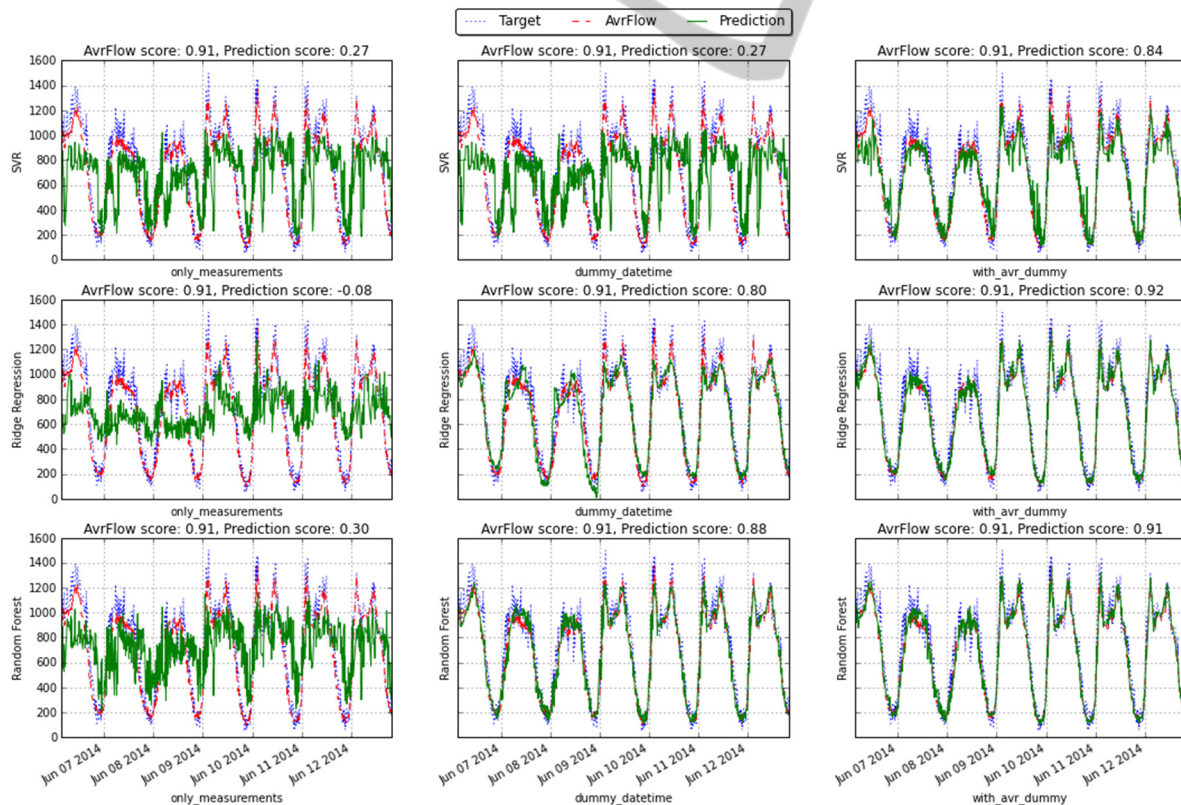 Target AvrFlow Prediction
AvrFlow score: 0.91, Prediction score: 0.27
AvrFlow score: 0.91, Prediction score: 0.27
AvrFlow score: 0.91, Prediction score: 0.84
1600
1400
1200
1000
800
600
400
200
0
SVR
SVR
SVR
only_measurements
dummy_datetime
with_avr_dummy
AvrFlow score: 0.91, Prediction score: -0.08
AvrFlow score: 0.91, Prediction score: 0.80
AvrFlow score: 0.91, Prediction score: 0.92
1600
1400
1200
1000
800
600
400
200
0
Ridge Regression
Ridge Regression
Ridge Regression
only_measurements
dummy_datetime
with_avr_dummy
AvrFlow score: 0.91, Prediction score: 0.30
AvrFlow score: 0.91, Prediction score: 0.88
AvrFlow score: 0.91, Prediction score: 0.91
1600
1400
1200
1000
800
600
400
200
0
Random Forest
Random Forest
Random Forest
Jun 07 2014
Jun 08 2014
Jun 09 2014
Jun 10 2014
Jun 11 2014
Jun 12 2014
Jun 07 2014
Jun 08 2014
Jun 09 2014
Jun 10 2014
Jun 11 2014
Jun 12 2014
Jun 07 2014
Jun 08 2014
Jun 09 2014
Jun 10 2014
Jun 11 2014
Jun 12 2014
only_measurements
dummy_datetime
with_avr_dummy